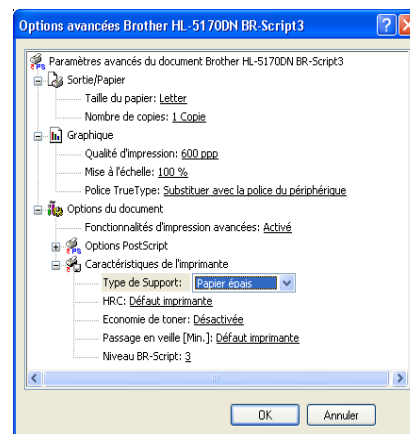 Options avancées Brother HL-5170DN BR-Script3
Paramètres avancés du document Brother HL-5170DN BR-Script3
Sortie/Papier
Taille du papier: Letter
Nombre de copies: 1 Copie
Graphique
Qualité d'impression: 600 ppp
Mise à l'échelle: 100 %
Police TrueType: Substituer avec la police du périphérique
Options du document
Fonctionnalités d'impression avancées: Activé
Options PostScript
Caractéristiques de l'imprimante
Type de Support: Papier épais
HRC: Défaut imprimante
Economie de toner: Désactivée
Passage en veille [Min.]: Défaut imprimante
Niveau BR-Script: 3
OK Annuler